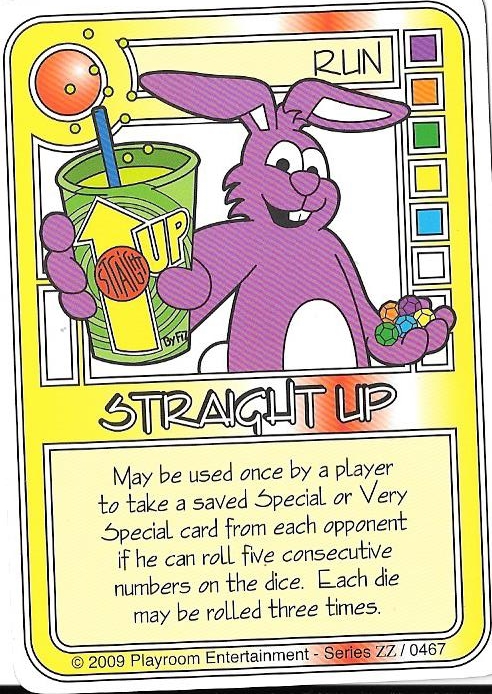 RUN
UP
STRAIGHT
By Fiz
STRAIGHT UP
May be used once by a player
to take a saved Special or Very
Special card from each opponent
if he can roll five consecutive
numbers on the dice. Each die
may be rolled three times.
© 2009 Playroom Entertainment - Series ZZ / 0467